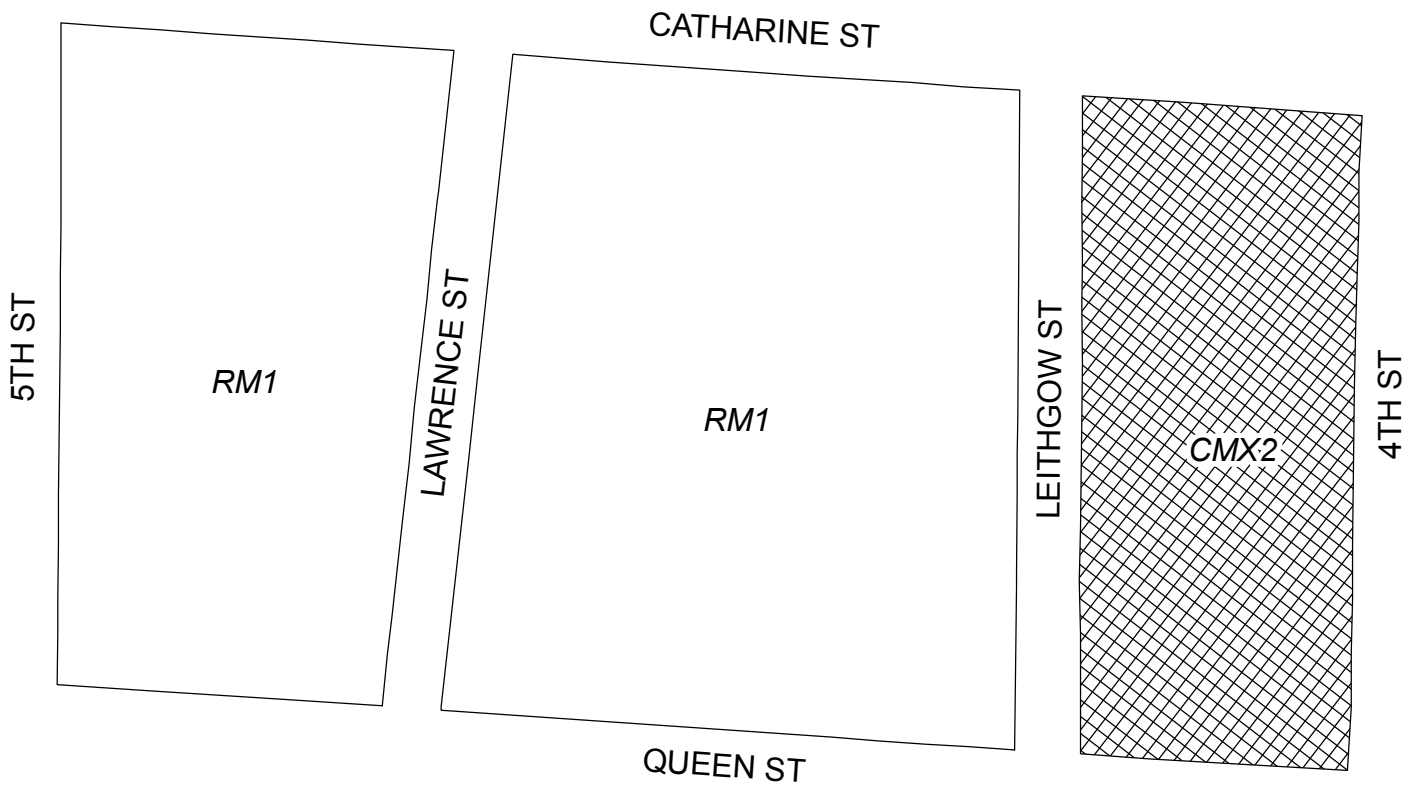 CATHARINE ST
5TH ST
RM1
LAWRENCE ST
RM1
LEITHGOW ST
CMX2
4TH ST
QUEEN ST